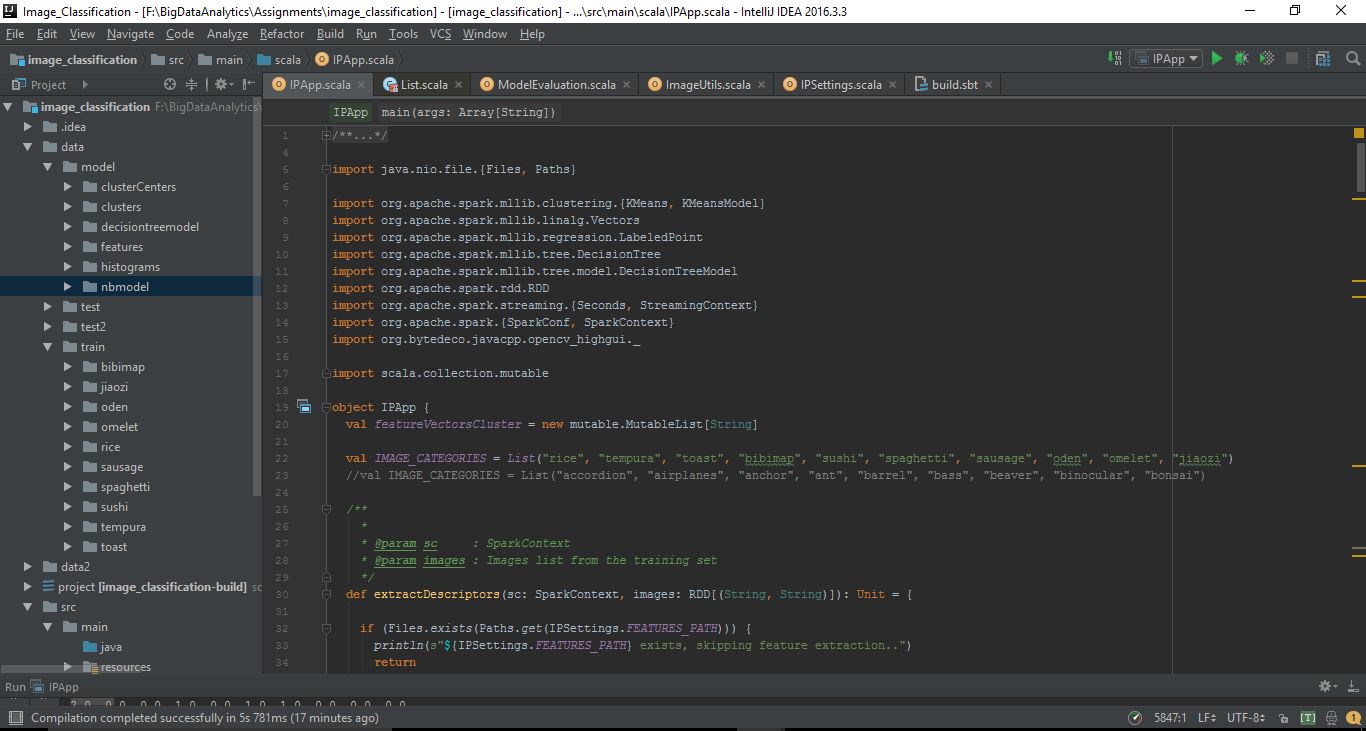 Image_Classification - [F:\BigDataAnalytics\Assignments\image_classification] - [image_classification] - ...\src\main\scala\IPApp.scala - IntelliJ IDEA 2016.3.3
File Edit View Navigate Code Analyze Refactor Build Run Tools VCS Window Help
image_classification src main scala IPApp.scala IPApp
Project
IPApp.scala List.scala ModelEvaluation.scala ImageUtils.scala IPSettings.scala build.sbt
image_classification F:\BigDataAnalytics\
.idea
data
model
clusterCenters
clusters
decisiontreemodel
features
histograms
nbmodel
test
test2
train
bibimap
jiaozi
oden
omelet
rice
sausage
spaghetti
sushi
tempura
toast
data2
project [image_classification-build]
src
main
java
resources
IPApp main(args: Array[String])
1 /**...*/
4
5 import java.nio.file.{Files, Paths}
6
7 import org.apache.spark.mllib.clustering.{KMeans, KMeansModel}
8 import org.apache.spark.mllib.linalg.Vectors
9 import org.apache.spark.mllib.regression.LabeledPoint
10 import org.apache.spark.mllib.tree.DecisionTree
11 import org.apache.spark.mllib.tree.model.DecisionTreeModel
12 import org.apache.spark.rdd.RDD
13 import org.apache.spark.streaming.{Seconds, StreamingContext}
14 import org.apache.spark.{SparkConf, SparkContext}
15 import org.bytedeco.javacpp.opencv_highgui._
16
17 import scala.collection.mutable
18
19 object IPApp {
20 val featureVectorsCluster = new mutable.MutableList[String]
21
22 val IMAGE_CATEGORIES = List("rice", "tempura", "toast", "bibimap", "sushi", "spaghetti", "sausage", "oden", "omelet", "jiaozi")
23 //val IMAGE_CATEGORIES = List("accordion", "airplanes", "anchor", "ant", "barrel", "bass", "beaver", "binocular", "bonsai")
24
25 /**
26 *
27 * @param sc : SparkContext
28 * @param images : Images list from the training set
29 */
30 def extractDescriptors(sc: SparkContext, images: RDD[(String, String)]): Unit = {
31
32 if (Files.exists(Paths.get(IPSettings.FEATURES_PATH))) {
33 println(s"${IPSettings.FEATURES_PATH} exists, skipping feature extraction..")
34 return
Run IPApp
Compilation completed successfully in 5s 781ms (17 minutes ago) 5847:1 LF UTF-8 [T] 1